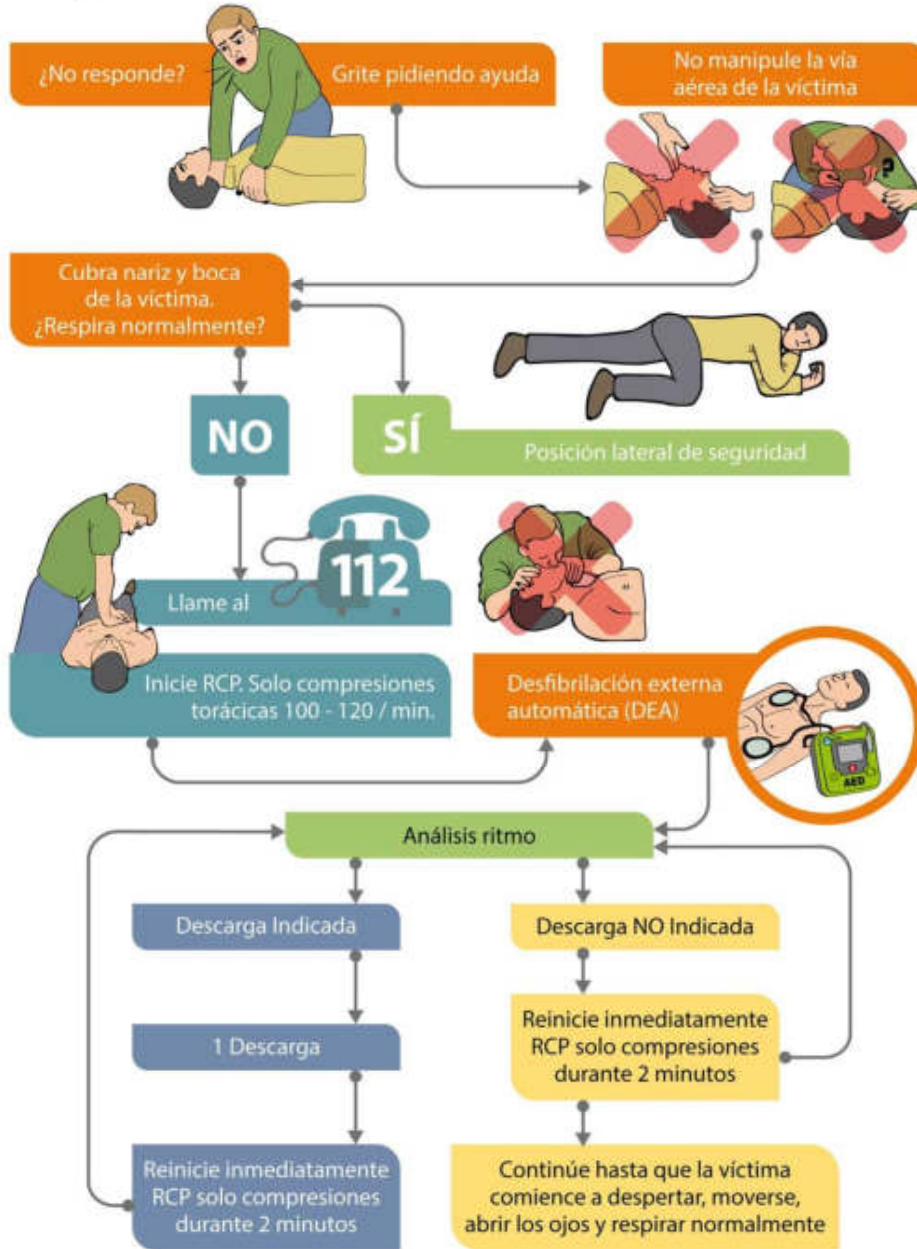 ¿No responde?
Grite pidiendo ayuda
No manipule la vía
aérea de la víctima
Cubra nariz y boca
de la víctima.
¿Respira normalmente?
NO
SÍ
Posición lateral de seguridad
112
Llame al
Inicie RCP. Solo compresiones
torácicas 100 - 120 / min.
Desfibrilación externa
automática (DEA)
AED
Análisis ritmo
Descarga Indicada
Descarga NO Indicada
1 Descarga
Reinicie inmediatamente
RCP solo compresiones
durante 2 minutos
Reinicie inmediatamente
RCP solo compresiones
durante 2 minutos
Continúe hasta que la víctima
comience a despertar, moverse,
abrir los ojos y respirar normalmente